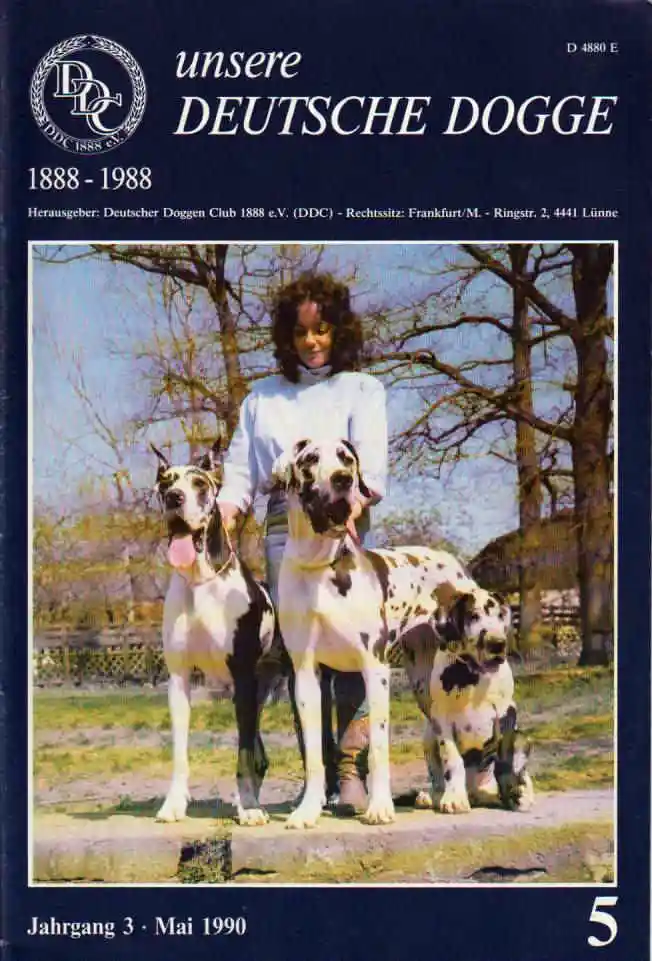 DDC
DDC 1888 e.V.
D 4880 E
unsere
DEUTSCHE DOGGE
1888 - 1988
Herausgeber: Deutscher Doggen Club 1888 e.V. (DDC) - Rechtssitz: Frankfurt/M. - Ringstr. 2, 4441 Lünne
Jahrgang 3 · Mai 1990
5